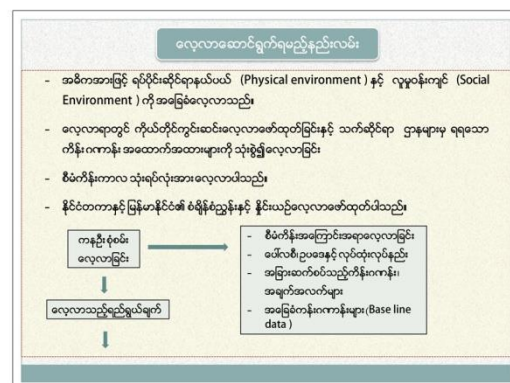 လေ့လာဆောင်ရွက်ရမည့်နည်းလမ်း
- အဓိကအားဖြင့် ရုပ်ပိုင်းဆိုင်ရာနယ်ပယ် (Physical environment ) နှင့် လူမှုဝန်းကျင် (Social
Environment ) ကို အခြေခံလေ့လာသည်။
- လေ့လာရာတွင် ကိုယ်တိုင်ကွင်းဆင်းလေ့လာဖော်ထုတ်ခြင်းနှင့် သက်ဆိုင်ရာ ဌာနများမှ ရရှသော
ကိန်းဂဏာန်း အထောက်အထားများကို သုံးစွဲ၍လေ့လာခြင်း
- စီမံကိန်းကာလ သုံးရပ်လုံးအား လေ့လာပါသည်။
- နိုင်ငံတကာနှင့် မြန်မာနိုင်ငံ၏ စံချိန်စံညွှန်းနှင့် နှိုင်းယှဉ်လေ့လာဖော်ထုတ်ပါသည်။
ကနဦးစုံစမ်း
လေ့လာခြင်း
- စီမံကိန်းအကြောင်းအရာလေ့လာခြင်း
- ပေါ်လစီ၊ဥပဒေနှင့် လုပ်ထုံးလုပ်နည်း
- အခြားဆက်စပ်သည့်ကိန်းဂဏန်း၊
အချက်အလက်များ
- အခြေခံကန်းဂဏာန်းများ (Base line
data )
လေ့လာသည့်ရည်ရွယ်ချက်